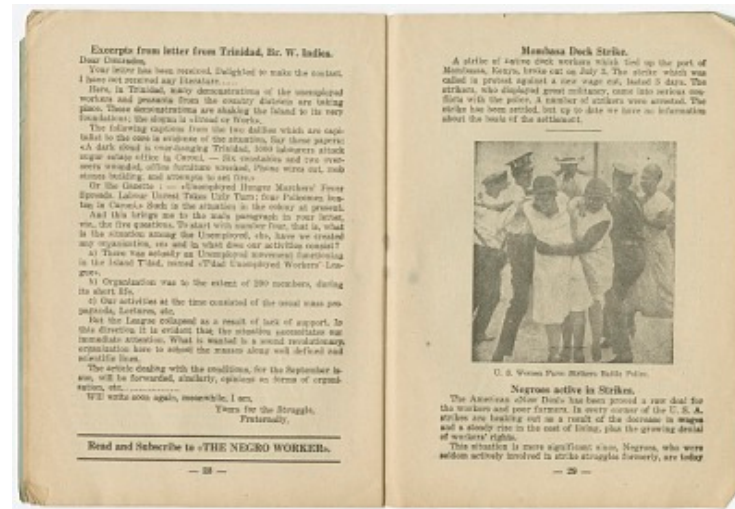 Excerpts from letter from Trinidad, Br. W. Indies.
Dear Comrades,
Your letter has been received. Delighted to make the contact.
I have not received any literature.....
Here, in Trinidad, many demonstrations of the unemployed
workers and peasants from the country districts are taking
place. These demonstrations are shaking the Island to its very
foundations; the slogan is «Bread or Work».
The following captions from the two dailies which are capi-
talist to the core is evidence of the situation. Say these papers:
«A dark cloud is over-hanging Trinidad, 1000 labourers attack
sugar estate office in Caroni. — Six constables and two over-
seers wounded, office furniture wrecked, Phone wires cut, mob
stones building, and attempts to set fire.»
Or the Gazette : — «Unemployed Hunger Marchers' Fever
Spreads. Labour Unrest Takes Ugly Turn; four Policemen
in Caroni.» Such is the situation in the colour at present.
And this brings me to the main paragraph in your letter,
viz., the five questions. To start with number four, that is, what
is the situation among the Unemployed, have we created
any organization, and in what does our activities consist?
a) There was actually an Unemployed movement functioning
in the Island T'dad, named «T'dad Unemployed Workers' Lea-
gue».
b) Organization was to the extent of 200 members, during
its short life.
c) Our activities at the time consisted of the usual mass pro-
paganda, Lectures, etc.
But the League collapsed as a result of lack of support. In
this direction it is evident that the situation necessitates our
immediate attention. What is wanted is a sound revolutionary
organization here to school the masses along well defined and
scientific lines.
The article dealing with the conditions, for the September is-
sue, will be forwarded, similarly, opinions on forms of organi-
sation, etc.
Will write soon again, meanwhile, I am,
Yours for the Struggle,
Fraternally.
Read and Subscribe to «THE NEGRO WORKER».
— 28 —
Mombasa Dock Strike.
A strike of native dock workers which tied up the port of
Mombasa, Kenya, broke out on July 2. The strike which was
called in protest against a new wage cut, lasted 5 days. The
strikers, who displayed great militancy, came into serious con-
flicts with the police. A number of strikers were arrested. The
strike has been settled, but up to date we have no information
about the basis of the settlement.
U. S. Women Farm Strikers Battle Police.
Negroes active in Strikes.
The American «New Deal» has been proved a raw deal for
the workers and poor farmers. In every corner of the U. S. A.
strikes are breaking out as a result of the decrease in wages
and a steady rise in the cost of living, plus the growing denial
of workers' rights.
This situation is more significant since, Negroes, who were
seldom actively involved in strike struggles formerly, are today
— 29 —